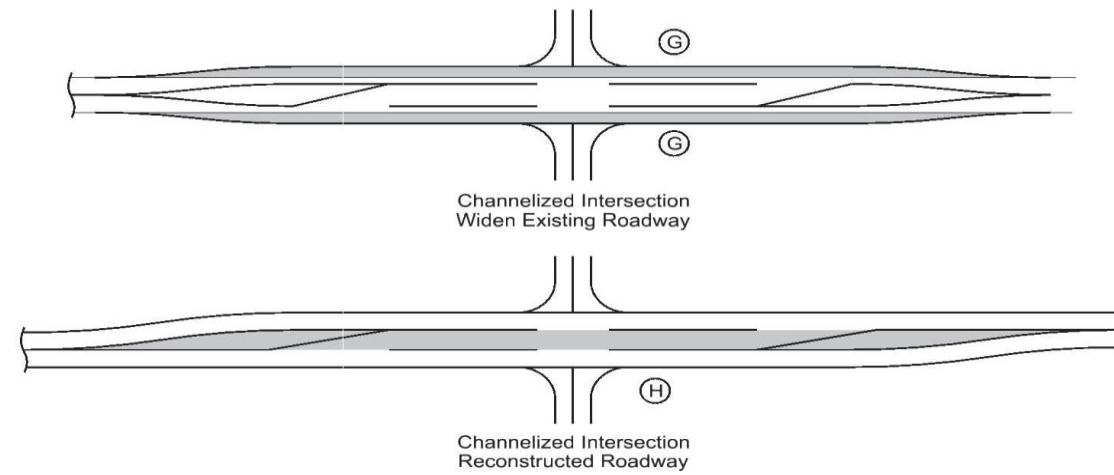 G
G
Channelized Intersection
Widen Existing Roadway
H
Channelized Intersection
Reconstructed Roadway